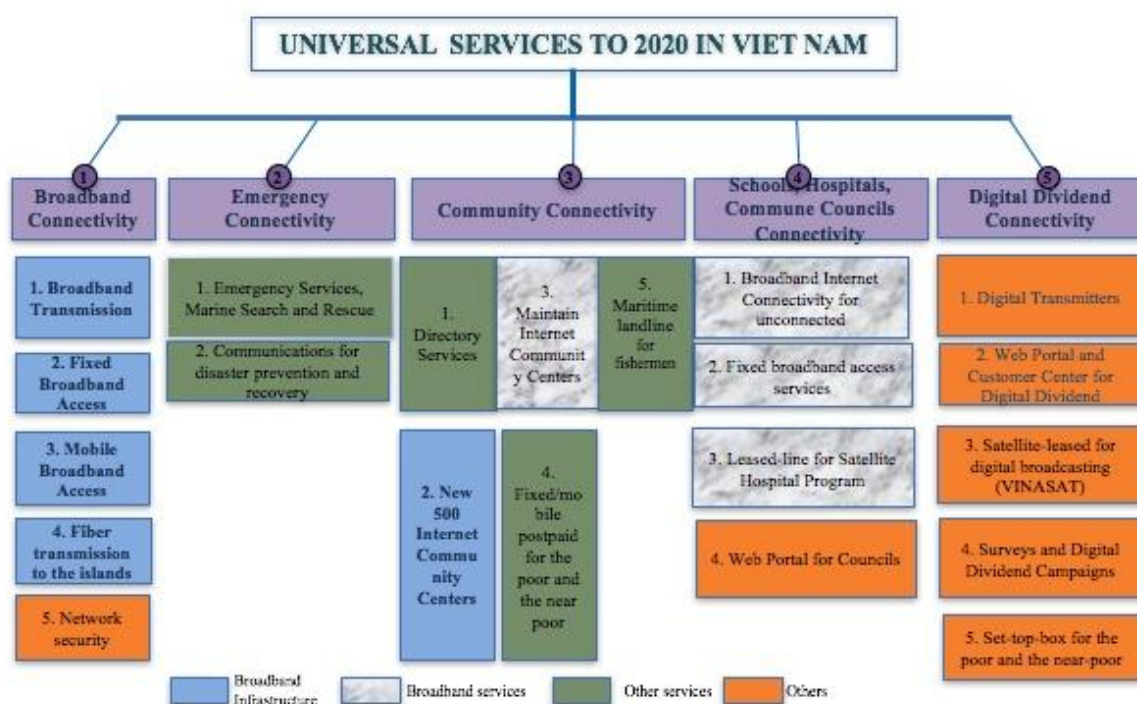 UNIVERSAL SERVICES TO 2020 IN VIET NAM
1
Broadband
Connectivity
1. Broadband
Transmission
2. Fixed
Broadband
Access
3. Mobile
Broadband
Access
4. Fiber
transmission
to the islands
5. Network
security
2
Emergency
Connectivity
1. Emergency Services,
Marine Search and Rescue
2. Communications for
disaster prevention and
recovery
3
Community Connectivity
1.
Directory
Services
3.
Maintain
Internet
Communit
y Centers
5.
Maritime
landline
for
fishermen
2. New
500
Internet
Commu
nity
Centers
4.
Fixed/mo
bile
postpaid
for the
poor and
the near
poor
4
Schools, Hospitals,
Commune Councils
Connectivity
1. Broadband Internet
Connectivity for
unconnected
2. Fixed broadband access
services
3. Leased-line for Satellite
Hospital Program
4. Web Portal for Councils
5
Digital Dividend
Connectivity
1. Digital Transmitters
2. Web Portal and
Customer Center for
Digital Dividend
3. Satellite-leased for
digital broadcasting
(VINASAT)
4. Surveys and Digital
Dividend Campaigns
5. Set-top-box for the
poor and the near-poor
Broadband
Infrastructure
Broadband services
Other services
Others